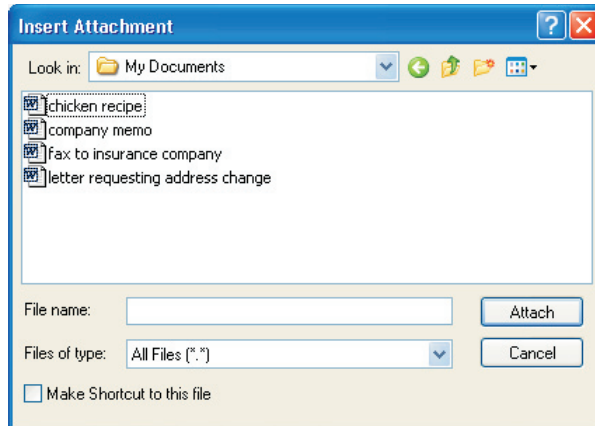 Insert Attachment
Look in: My Documents
chicken recipe
company memo
fax to insurance company
letter requesting address change
File name: Attach
Files of type: All Files (*.*) Cancel
Make Shortcut to this file